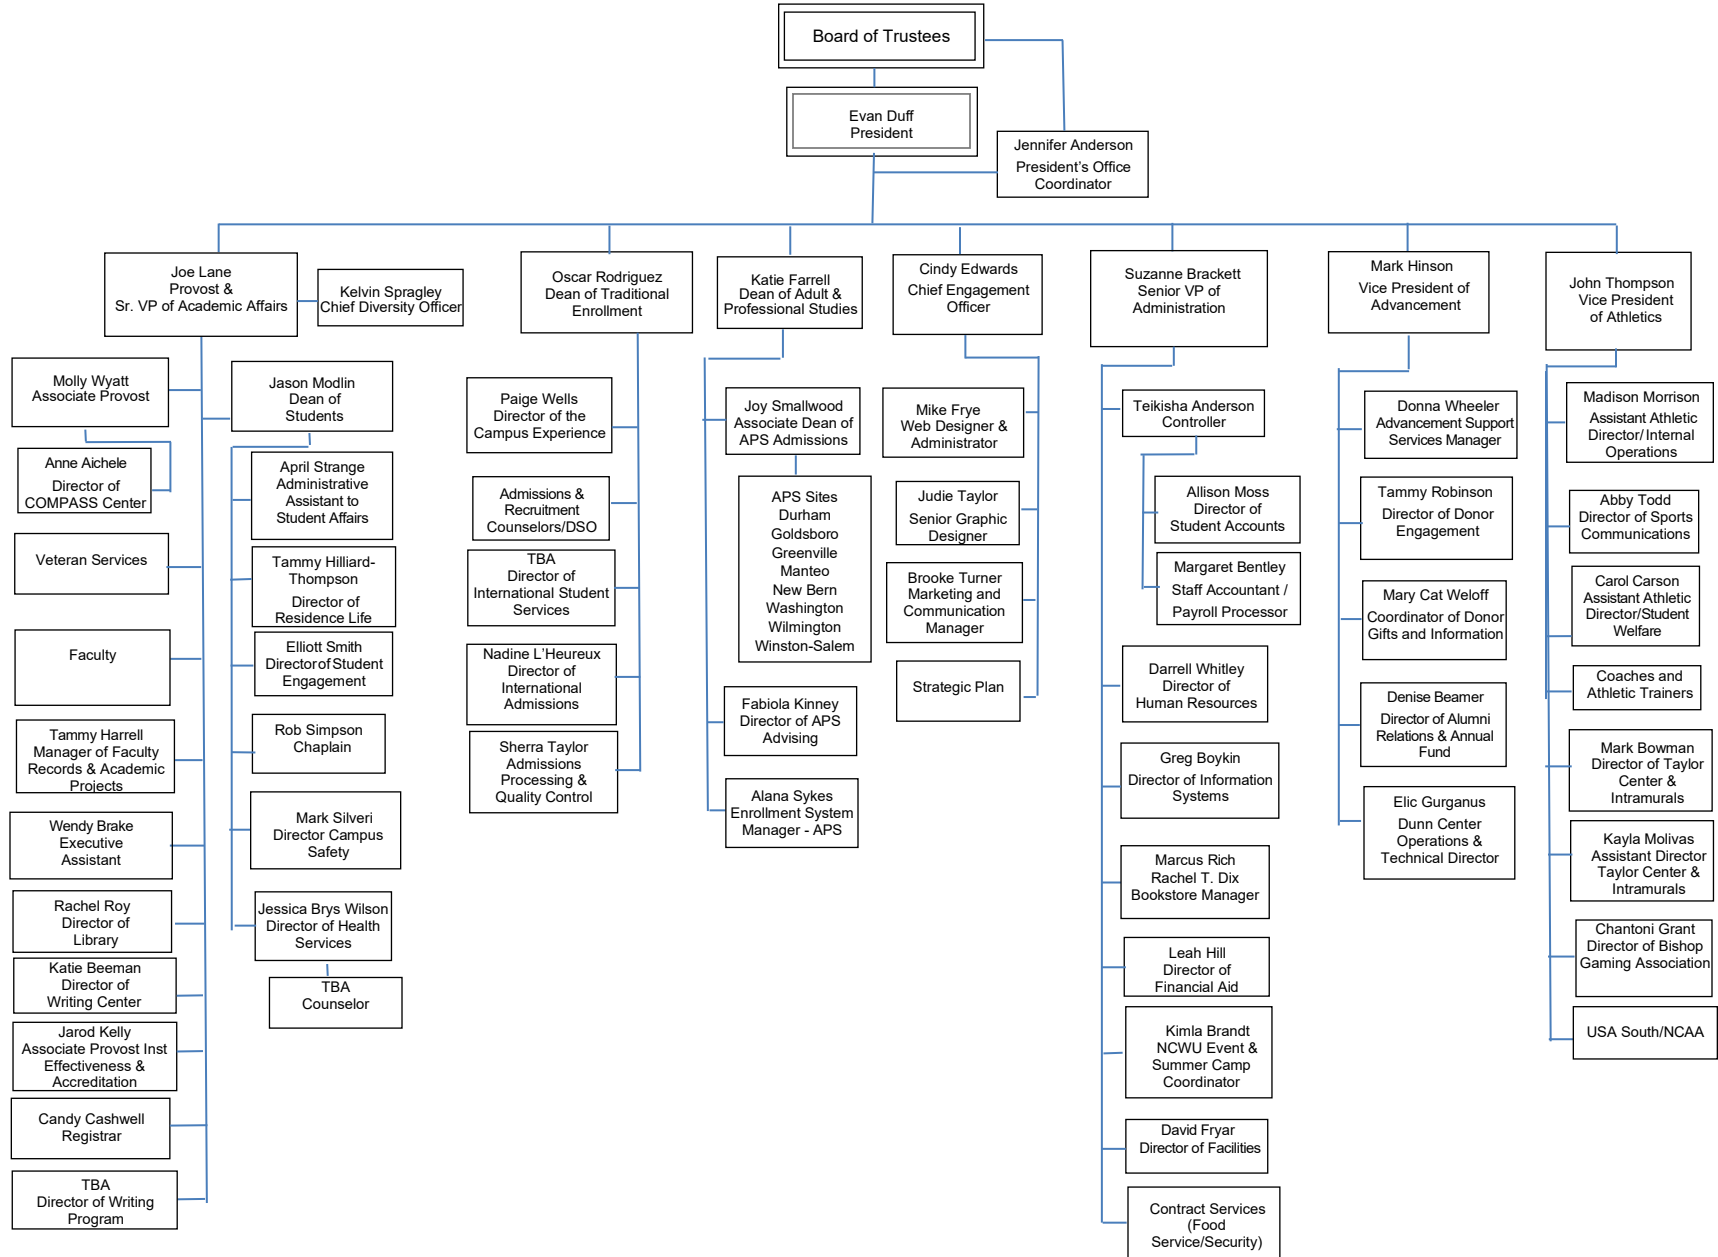 Board of Trustees
Evan Duff
President
Jennifer Anderson
President’s Office
Coordinator
Joe Lane
Provost &
Sr. VP of Academic Affairs
Kelvin Spragley
Chief Diversity Officer
Oscar Rodriguez
Dean of Traditional
Enrollment
Katie Farrell
Dean of Adult &
Professional Studies
Cindy Edwards
Chief Engagement
Officer
Suzanne Brackett
Senior VP of
Administration
Mark Hinson
Vice President of
Advancement
John Thompson
Vice President
of Athletics
Molly Wyatt
Associate Provost
Anne Aichele
Director of
COMPASS Center
Veteran Services
Faculty
Tammy Harrell
Manager of Faculty
Records & Academic
Projects
Wendy Brake
Executive
Assistant
Rachel Roy
Director of
Library
Katie Beeman
Director of
Writing Center
Jarod Kelly
Associate Provost Inst
Effectiveness &
Accreditation
Candy Cashwell
Registrar
TBA
Director of Writing
Program
Jason Modlin
Dean of
Students
April Strange
Administrative
Assistant to
Student Affairs
Tammy Hilliard-
Thompson
Director of
Residence Life
Elliott Smith
Director of Student
Engagement
Rob Simpson
Chaplain
Mark Silveri
Director Campus
Safety
Jessica Brys Wilson
Director of Health
Services
TBA
Counselor
Paige Wells
Director of the
Campus Experience
Admissions &
Recruitment
Counselors/DSO
TBA
Director of
International Student
Services
Nadine L’Heureux
Director of
International
Admissions
Sherra Taylor
Admissions
Processing &
Quality Control
Joy Smallwood
Associate Dean of
APS Admissions
APS Sites
Durham
Goldsboro
Greenville
Manteo
New Bern
Washington
Wilmington
Winston-Salem
Fabiola Kinney
Director of APS
Advising
Alana Sykes
Enrollment System
Manager - APS
Mike Frye
Web Designer &
Administrator
Judie Taylor
Senior Graphic
Designer
Brooke Turner
Marketing and
Communication
Manager
Strategic Plan
Teikisha Anderson
Controller
Allison Moss
Director of
Student Accounts
Margaret Bentley
Staff Accountant /
Payroll Processor
Darrell Whitley
Director of
Human Resources
Greg Boykin
Director of Information
Systems
Marcus Rich
Rachel T. Dix
Bookstore Manager
Leah Hill
Director of
Financial Aid
Kimla Brandt
NCWU Event &
Summer Camp
Coordinator
David Fryar
Director of Facilities
Contract Services
(Food
Service/Security)
Donna Wheeler
Advancement Support
Services Manager
Tammy Robinson
Director of Donor
Engagement
Mary Cat Weloff
Coordinator of Donor
Gifts and Information
Denise Beamer
Director of Alumni
Relations & Annual
Fund
Elic Gurganus
Dunn Center
Operations &
Technical Director
Madison Morrison
Assistant Athletic
Director/ Internal
Operations
Abby Todd
Director of Sports
Communications
Carol Carson
Assistant Athletic
Director/Student
Welfare
Coaches and
Athletic Trainers
Mark Bowman
Director of Taylor
Center &
Intramurals
Kayla Molivas
Assistant Director
Taylor Center &
Intramurals
Chantoni Grant
Director of Bishop
Gaming Association
USA South/NCAA